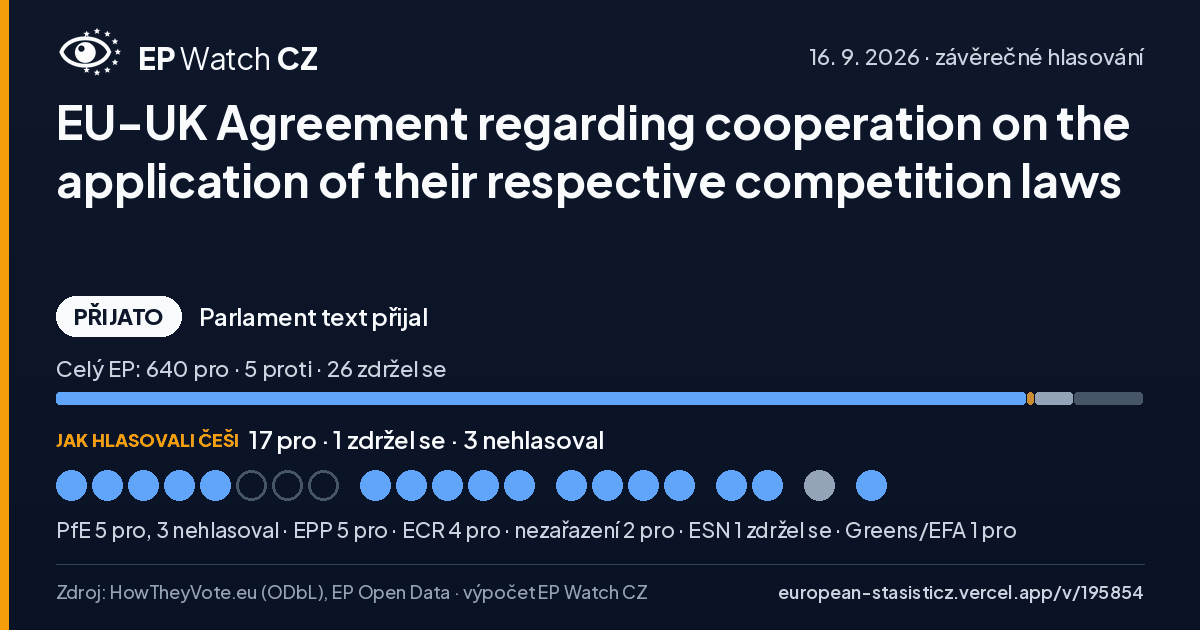 EP Watch CZ
16. 9. 2026 · závěrečné hlasování
EU–UK Agreement regarding cooperation on the
application of their respective competition laws
PŘIJATO Parlament text přijal
Celý EP: 640 pro · 5 proti · 26 zdržel se
JAK HLASOVALI ČEŠI 17 pro · 1 zdržel se · 3 nehlasoval
PfE 5 pro, 3 nehlasoval · EPP 5 pro · ECR 4 pro · nezařazení 2 pro · ESN 1 zdržel se · Greens/EFA 1 pro
Zdroj: HowTheyVote.eu (ODbL), EP Open Data · výpočet EP Watch CZ
european-stasisticz.vercel.app/v/195854